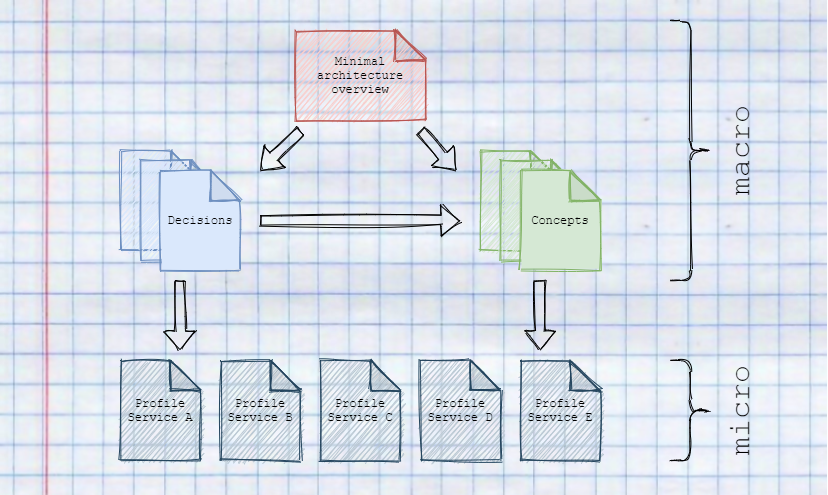 Minimal
architecture
overview
macro
Decisions
Concepts
Profile
Service A
Profile
Service B
Profile
Service C
Profile
Service D
Profile
Service E
micro